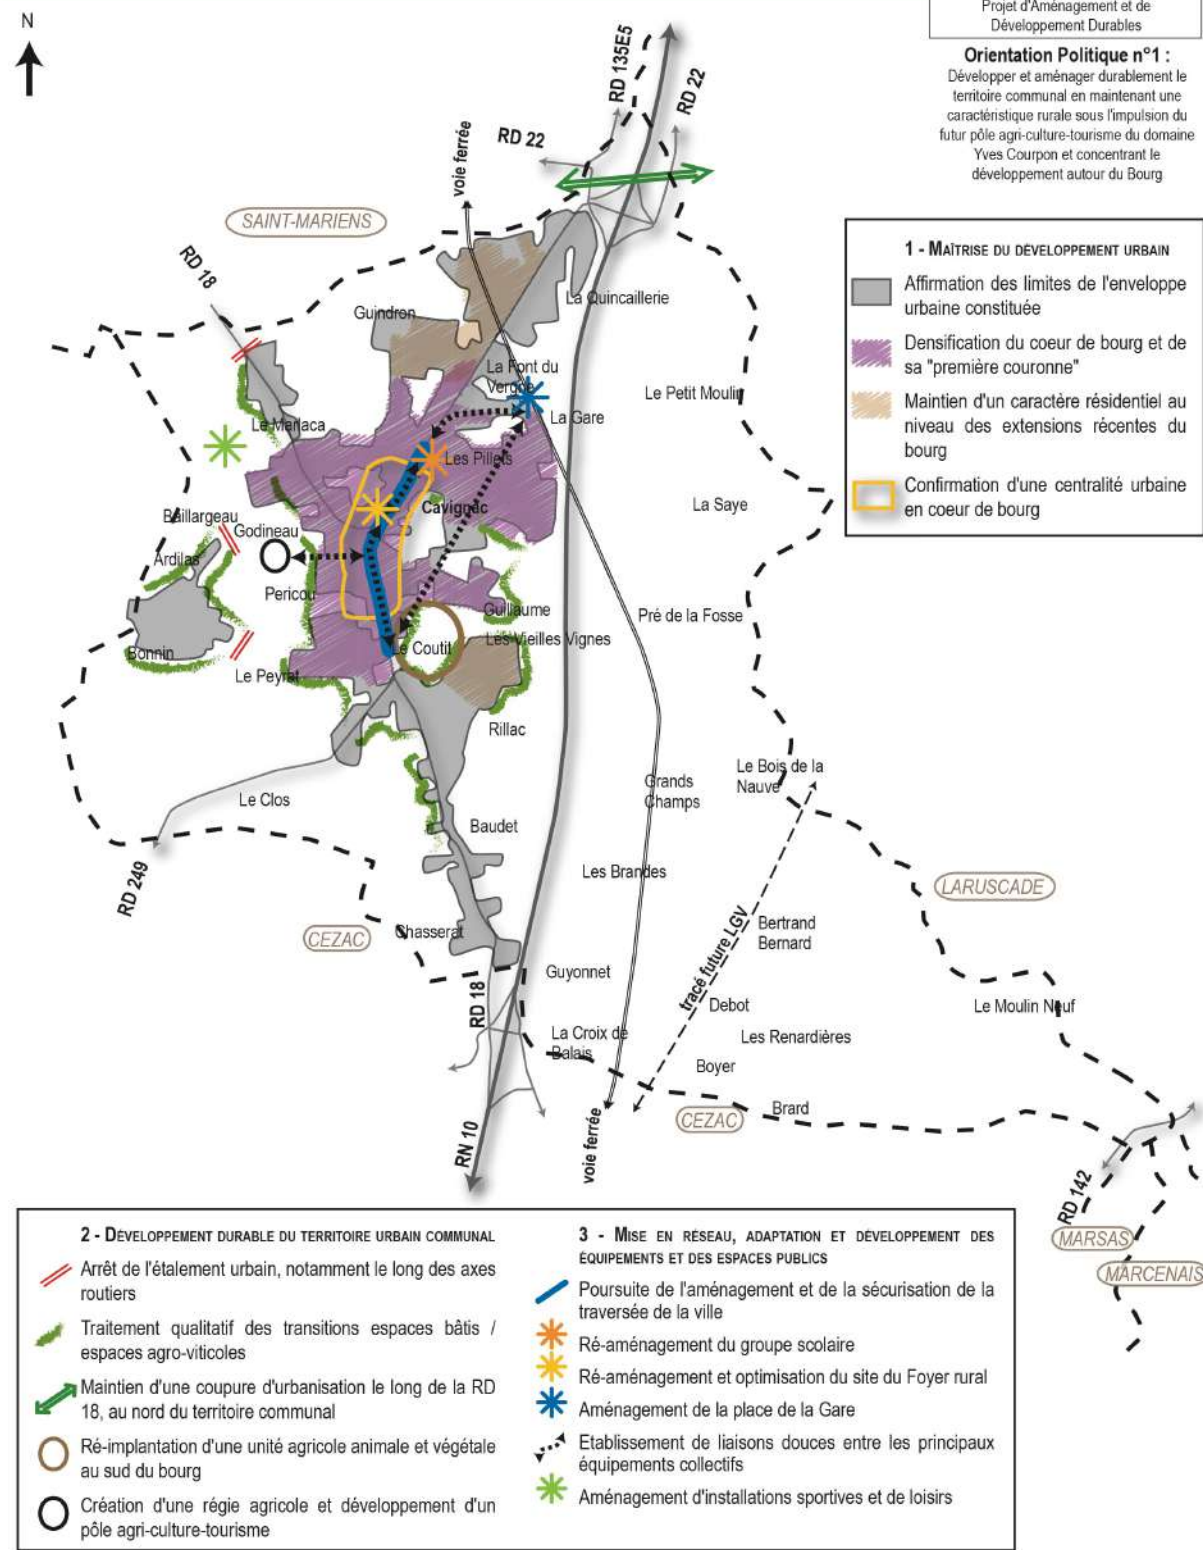 N
Projet d'Aménagement et de
Développement Durables
Orientation Politique n°1 :
Développer et aménager durablement le
territoire communal en maintenant une
caractéristique rurale sous l'impulsion du
futur pôle agri-culture-tourisme du domaine
Yves Courpon et concentrant le
développement autour du Bourg
1 - MAÎTRISE DU DÉVELOPPEMENT URBAIN
Affirmation des limites de l'enveloppe
urbaine constituée
Densification du coeur de bourg et de
sa "première couronne"
Maintien d'un caractère résidentiel au
niveau des extensions récentes du
bourg
Confirmation d'une centralité urbaine
en coeur de bourg
RD 135E5
RD 22
RD 22
voie ferrée
SAINT-MARIENS
RD 18
Guindron
La Quincaillerie
La Font du
Vergne
Le Petit Moulin
La Gare
Le Marlaca
Les Pillets
La Saye
Cavignac
Baillargeau
Godineau
Ardilas
Pericou
Guillaume
Pré de la Fosse
Les Vieilles Vignes
Bonnin
Le Coutit
Le Peyrat
Rillac
Le Bois de la
Nauve
Grands
Champs
Le Clos
Baudet
RD 249
Les Brandes
LARUSCADE
CEZAC
Chasserat
Bertrand
Bernard
tracé future LGV
Guyonnet
RD 18
Debot
Le Moulin Neuf
La Croix de
Balais
Les Renardières
Boyer
Brard
CEZAC
RN 10
voie ferrée
RD 142
MARSAS
MARCENAIS
2 - DÉVELOPPEMENT DURABLE DU TERRITOIRE URBAIN COMMUNAL
Arrêt de l'étalement urbain, notamment le long des axes
routiers
Traitement qualitatif des transitions espaces bâtis /
espaces agro-viticoles
Maintien d'une coupure d'urbanisation le long de la RD
18, au nord du territoire communal
Ré-implantation d'une unité agricole animale et végétale
au sud du bourg
Création d'une régie agricole et développement d'un
pôle agri-culture-tourisme
3 - MISE EN RÉSEAU, ADAPTATION ET DÉVELOPPEMENT DES
ÉQUIPEMENTS ET DES ESPACES PUBLICS
Poursuite de l'aménagement et de la sécurisation de la
traversée de la ville
Ré-aménagement du groupe scolaire
Ré-aménagement et optimisation du site du Foyer rural
Aménagement de la place de la Gare
Etablissement de liaisons douces entre les principaux
équipements collectifs
Aménagement d'installations sportives et de loisirs